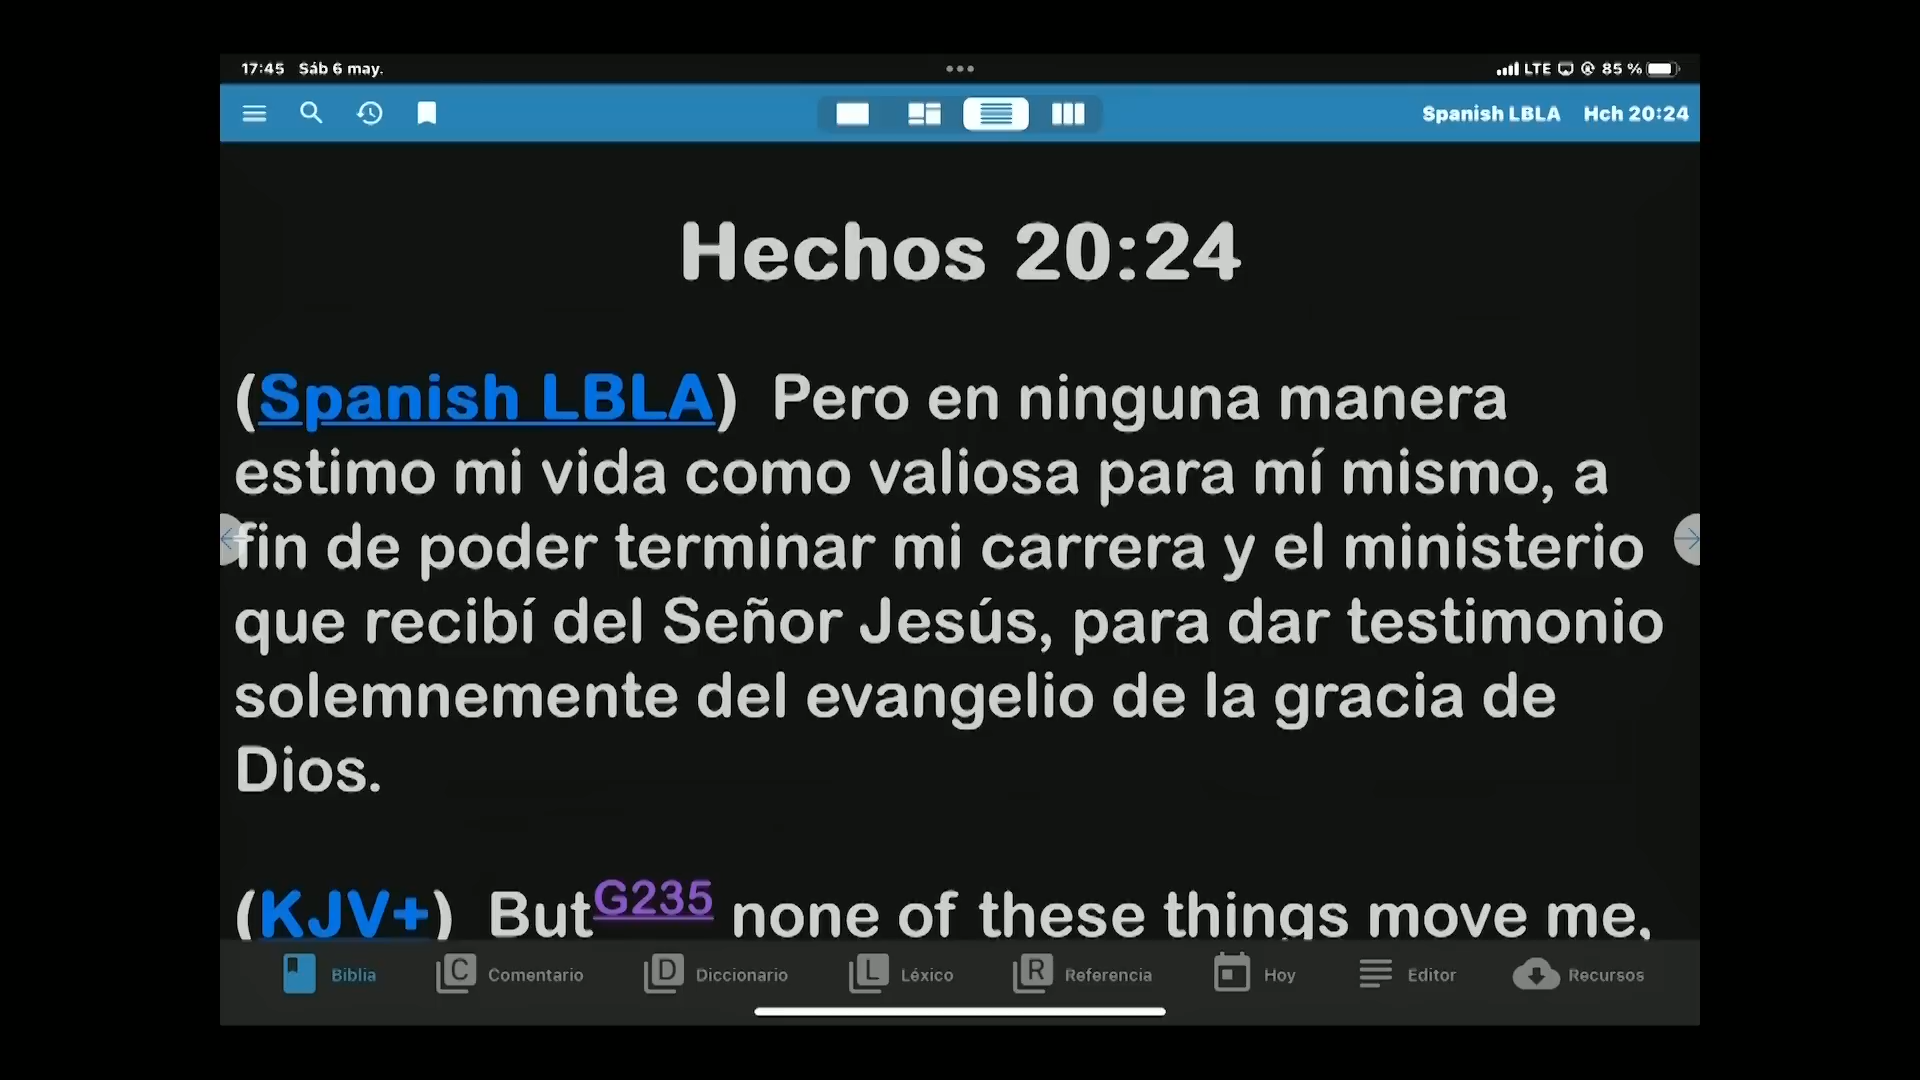 17:45 Sáb 6 may.
LTE 85 %
Spanish LBLA Hch 20:24
Hechos 20:24
(Spanish LBLA) Pero en ninguna manera
estimo mi vida como valiosa para mí mismo, a
fin de poder terminar mi carrera y el ministerio
que recibí del Señor Jesús, para dar testimonio
solemnemente del evangelio de la gracia de
Dios.
(KJV+) ButG235 none of these things move me,
Biblia C Comentario D Diccionario L Léxico R Referencia Hoy Editor Recursos